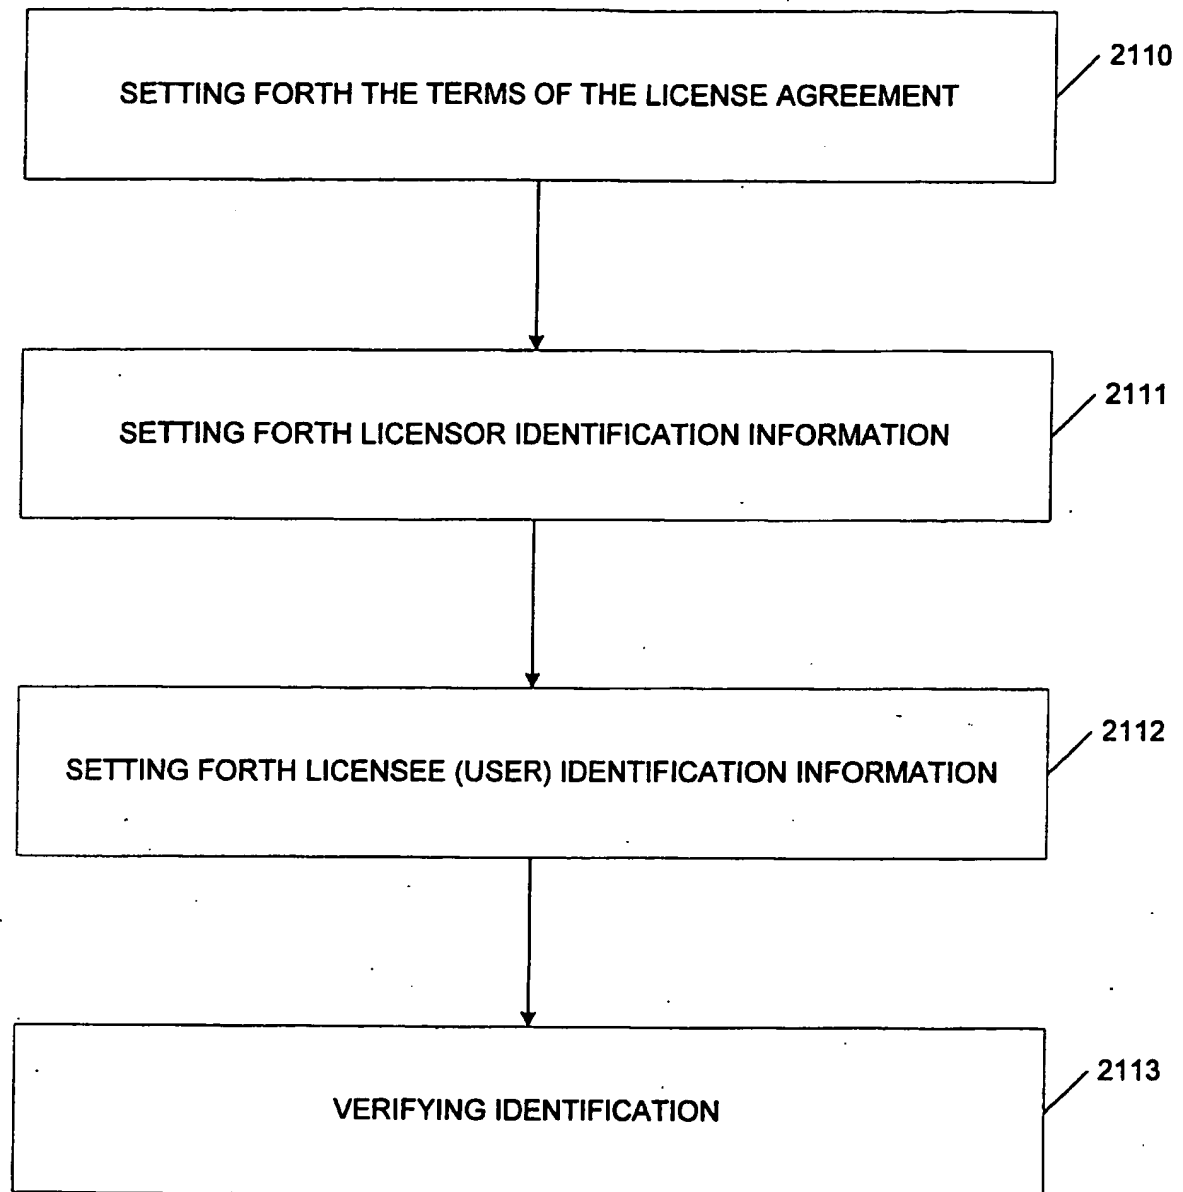 SETTING FORTH THE TERMS OF THE LICENSE AGREEMENT
2110
SETTING FORTH LICENSOR IDENTIFICATION INFORMATION
2111
SETTING FORTH LICENSEE (USER) IDENTIFICATION INFORMATION
2112
VERIFYING IDENTIFICATION
2113